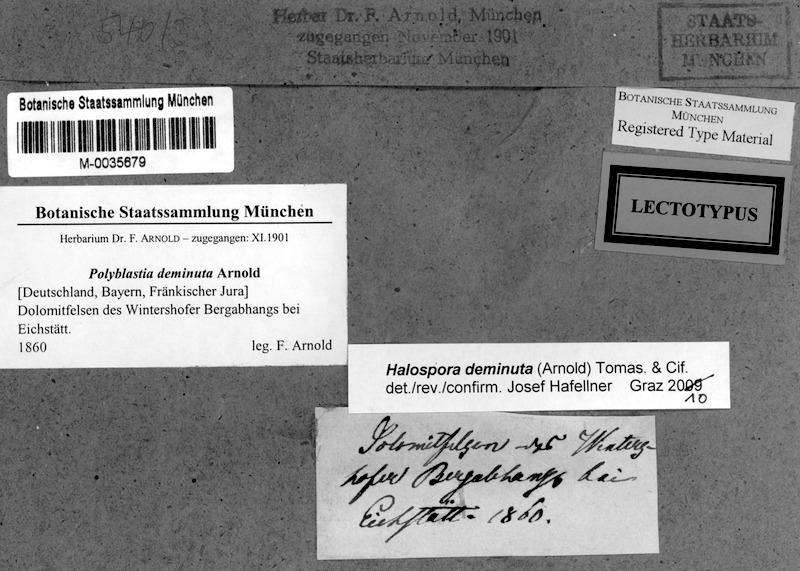 Herbar Dr. F. Arnold, München
zugegangen November 1901
Staatsherbarium München
STAATS-
HERBARIUM
MÜNCHEN
Botanische Staatssammlung München
M-0035679
BOTANISCHE STAATSSAMMLUNG
MÜNCHEN
Registered Type Material
LECTOTYPUS
Botanische Staatssammlung München
Herbarium Dr. F. ARNOLD – zugegangen: XI.1901
Polyblastia deminuta Arnold
[Deutschland, Bayern, Fränkischer Jura]
Dolomitfelsen des Wintershofer Bergabhangs bei
Eichstätt.
1860 leg. F. Arnold
Halospora deminuta (Arnold) Tomas. & Cif.
det./rev./confirm. Josef Hafellner Graz 2009
10
Dolomitfelsen des Winters-
hofer Bergabhangs bei
Eichstätt. 1860.